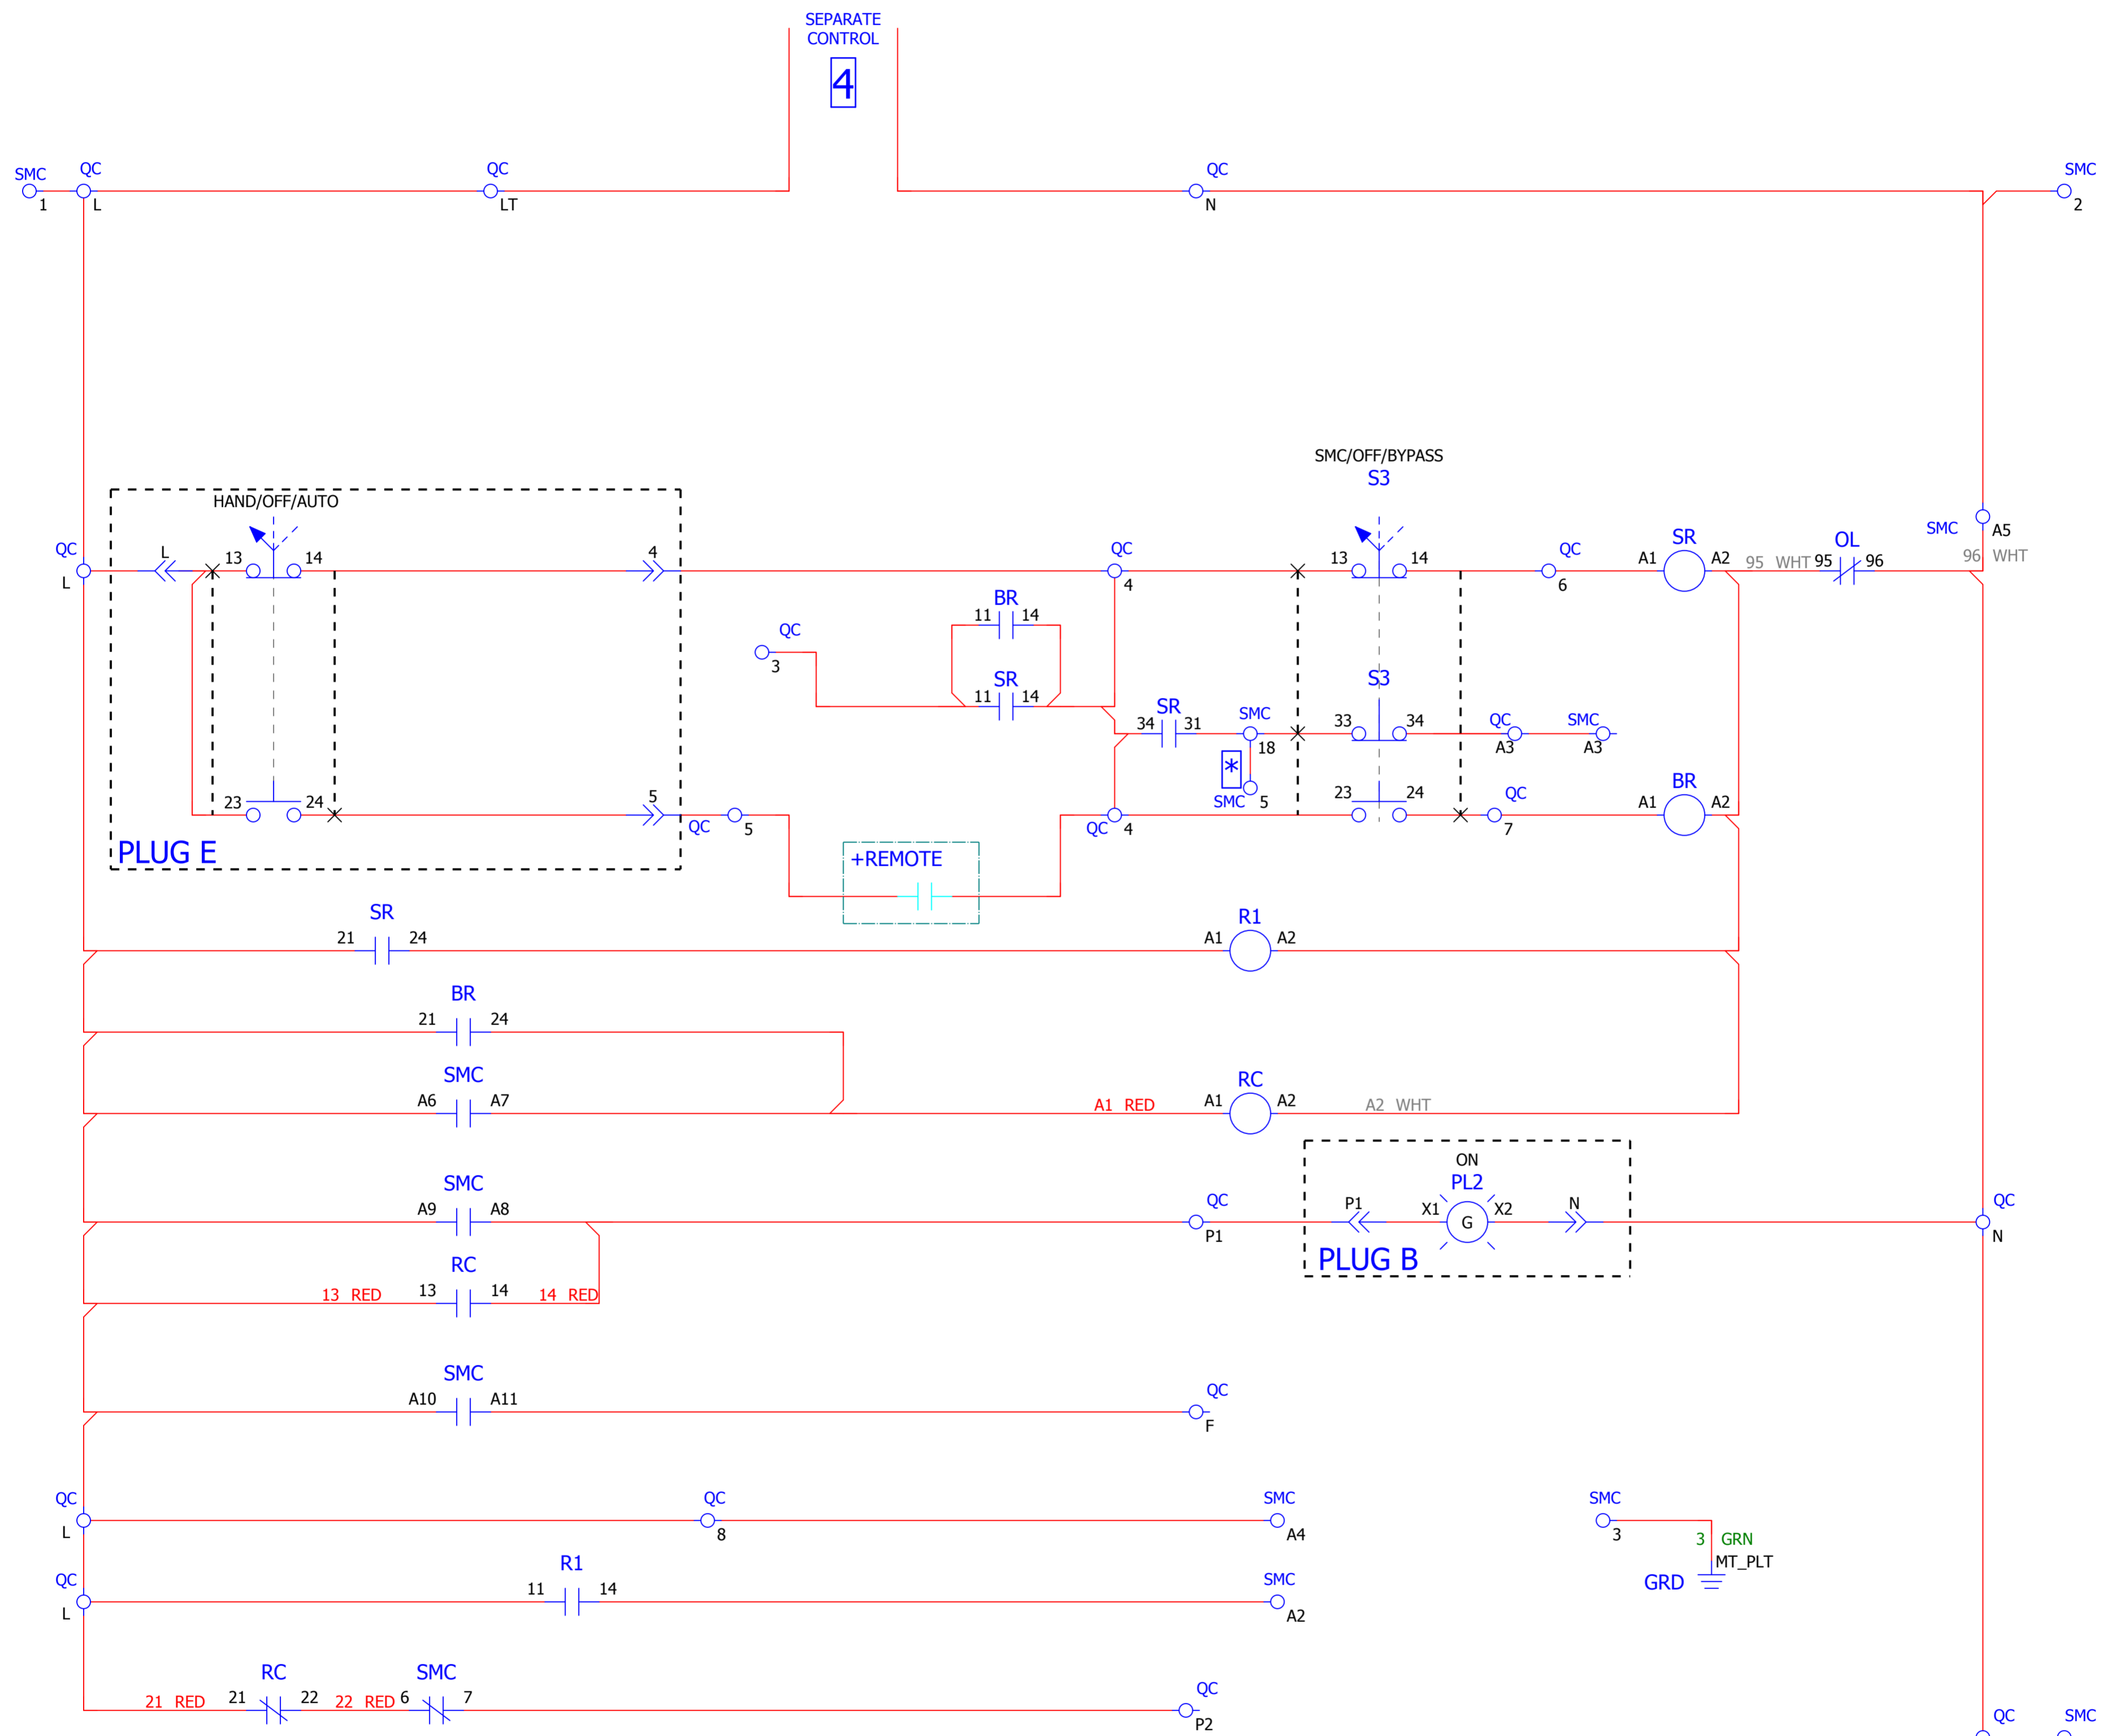 SEPARATE
CONTROL
4
SMC
1
QC
L
QC
LT
QC
N
SMC
2
SMC/OFF/BYPASS
S3
HAND/OFF/AUTO
QC
L
L
13
14
4
QC
4
13
14
QC
6
SR
A1
A2
95 WHT
95
OL
96
SMC
A5
96 WHT
BR
11
14
QC
3
SR
11
14
SR
34
31
SMC
18
S3
33
34
QC
A3
SMC
A3
*
SMC
5
23
24
5
QC
5
QC
4
23
24
QC
7
BR
A1
A2
PLUG E
+REMOTE
SR
21
24
R1
A1
A2
BR
21
24
SMC
A6
A7
A1 RED
RC
A1
A2
A2 WHT
SMC
A9
A8
QC
P1
ON
PL2
P1
X1
G
X2
N
PLUG B
QC
N
RC
13 RED
13
14
14 RED
SMC
A10
A11
QC
F
QC
L
QC
8
SMC
A4
SMC
3
3 GRN
MT_PLT
GRD
QC
L
R1
11
14
SMC
A2
RC
21 RED
21
22
22 RED
SMC
6
7
QC
P2
QC
SMC